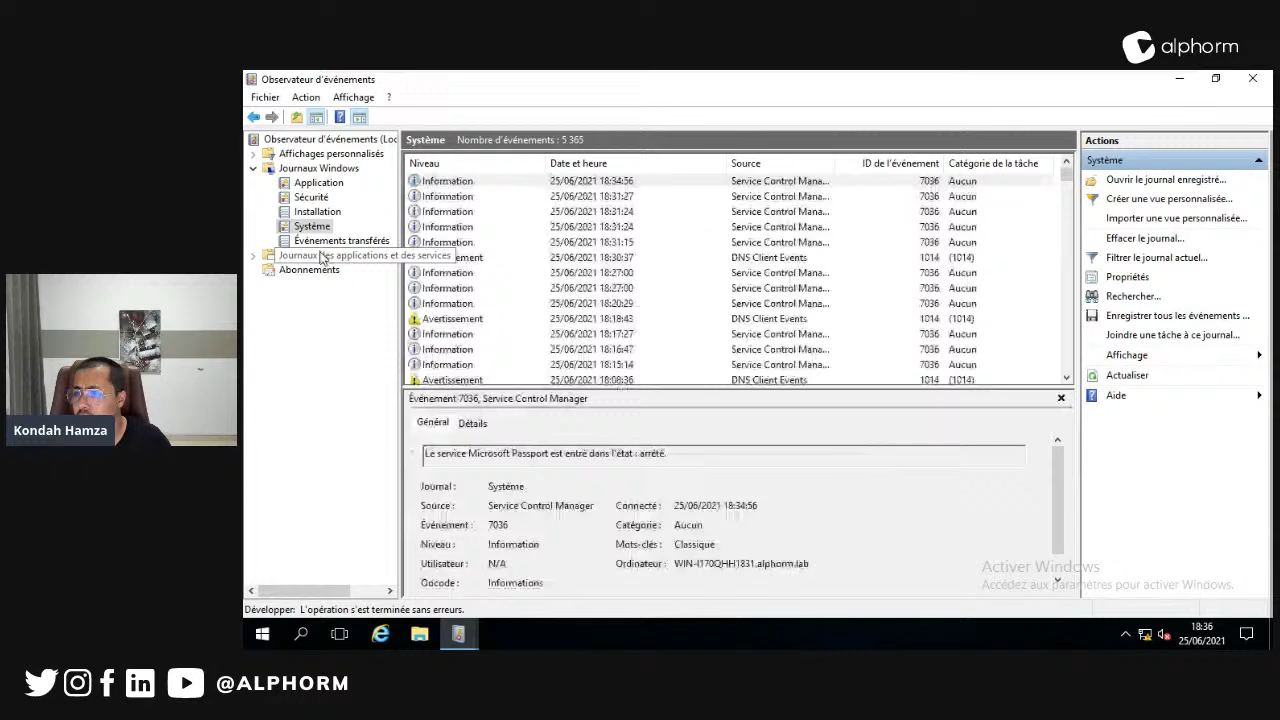 alphorm
Observateur d'événements
Fichier Action Affichage ?
Observateur d'événements (Loc
Affichages personnalisés
Journaux Windows
Application
Sécurité
Installation
Système
Événements transférés
Journaux des applications et des services
Abonnements
Système Nombre d'événements : 5 365
Niveau Date et heure Source ID de l'événement Catégorie de la tâche
Information 25/06/2021 18:34:56 Service Control Mana... 7036 Aucun
Information 25/06/2021 18:31:27 Service Control Mana... 7036 Aucun
Information 25/06/2021 18:31:24 Service Control Mana... 7036 Aucun
Information 25/06/2021 18:31:24 Service Control Mana... 7036 Aucun
Information 25/06/2021 18:31:15 Service Control Mana... 7036 Aucun
ement 25/06/2021 18:30:37 DNS Client Events 1014 (1014)
Information 25/06/2021 18:27:00 Service Control Mana... 7036 Aucun
Information 25/06/2021 18:27:00 Service Control Mana... 7036 Aucun
Information 25/06/2021 18:20:29 Service Control Mana... 7036 Aucun
Avertissement 25/06/2021 18:18:43 DNS Client Events 1014 (1014)
Information 25/06/2021 18:17:27 Service Control Mana... 7036 Aucun
Information 25/06/2021 18:16:47 Service Control Mana... 7036 Aucun
Information 25/06/2021 18:15:14 Service Control Mana... 7036 Aucun
Avertissement 25/06/2021 18:08:36 DNS Client Events 1014 (1014)
Événement 7036, Service Control Manager
Général Détails
Le service Microsoft Passport est entré dans l'état : arrêté.
Journal : Système
Source : Service Control Manager Connecté : 25/06/2021 18:34:56
Événement : 7036 Catégorie : Aucun
Niveau : Information Mots-clés : Classique
Utilisateur : N/A Ordinateur : WIN-I170QHH1831.alphorm.lab
Opcode : Informations
Actions
Système
Ouvrir le journal enregistré...
Créer une vue personnalisée...
Importer une vue personnalisée...
Effacer le journal...
Filtrer le journal actuel...
Propriétés
Rechercher...
Enregistrer tous les événements ...
Joindre une tâche à ce journal...
Affichage
Actualiser
Aide
Activer Windows
Accédez aux paramètres pour activer Windows.
Développer: L'opération s'est terminée sans erreurs.
18:36
25/06/2021
Kondah Hamza
@ALPHORM